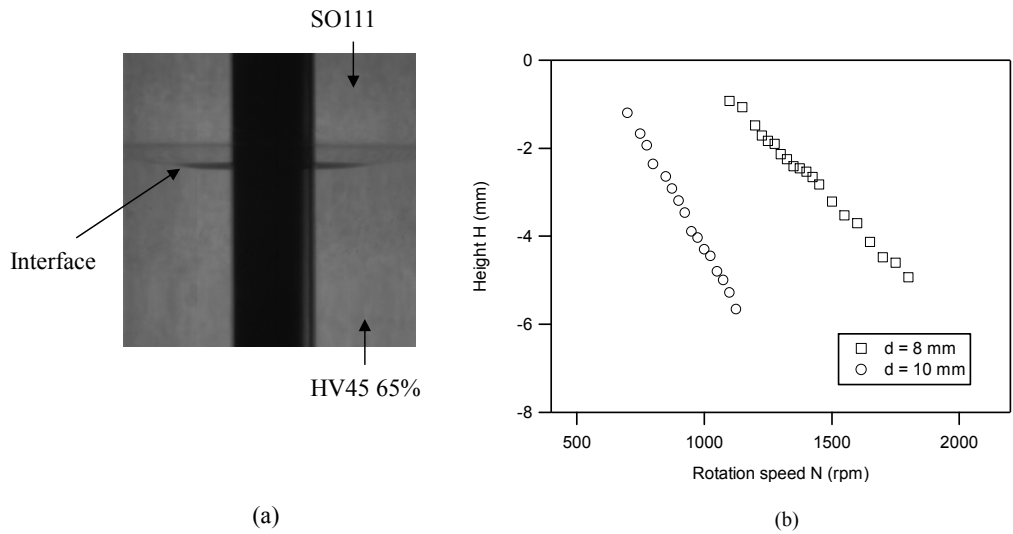 SO111
Interface
HV45 65%
(a)
0
-2
-4
-6
-8
Height H (mm)
500 1000 1500 2000
Rotation speed N (rpm)
d = 8 mm
d = 10 mm
(b)